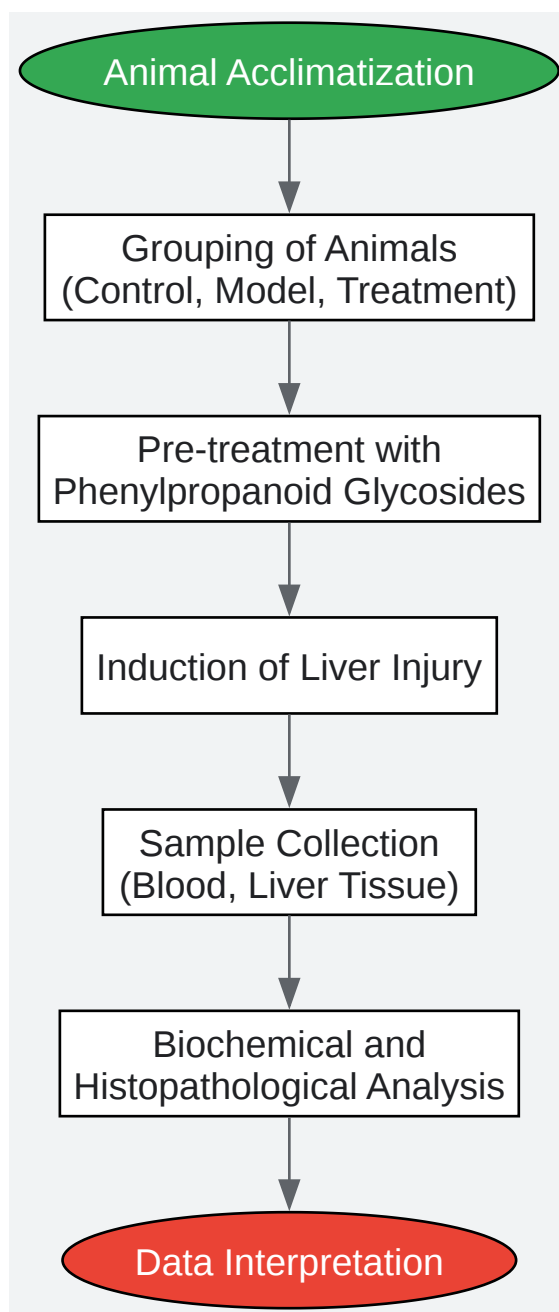 Animal Acclimatization
Grouping of Animals
(Control, Model, Treatment)
Pre-treatment with
Phenylpropanoid Glycosides
Induction of Liver Injury
Sample Collection
(Blood, Liver Tissue)
Biochemical and
Histopathological Analysis
Data Interpretation